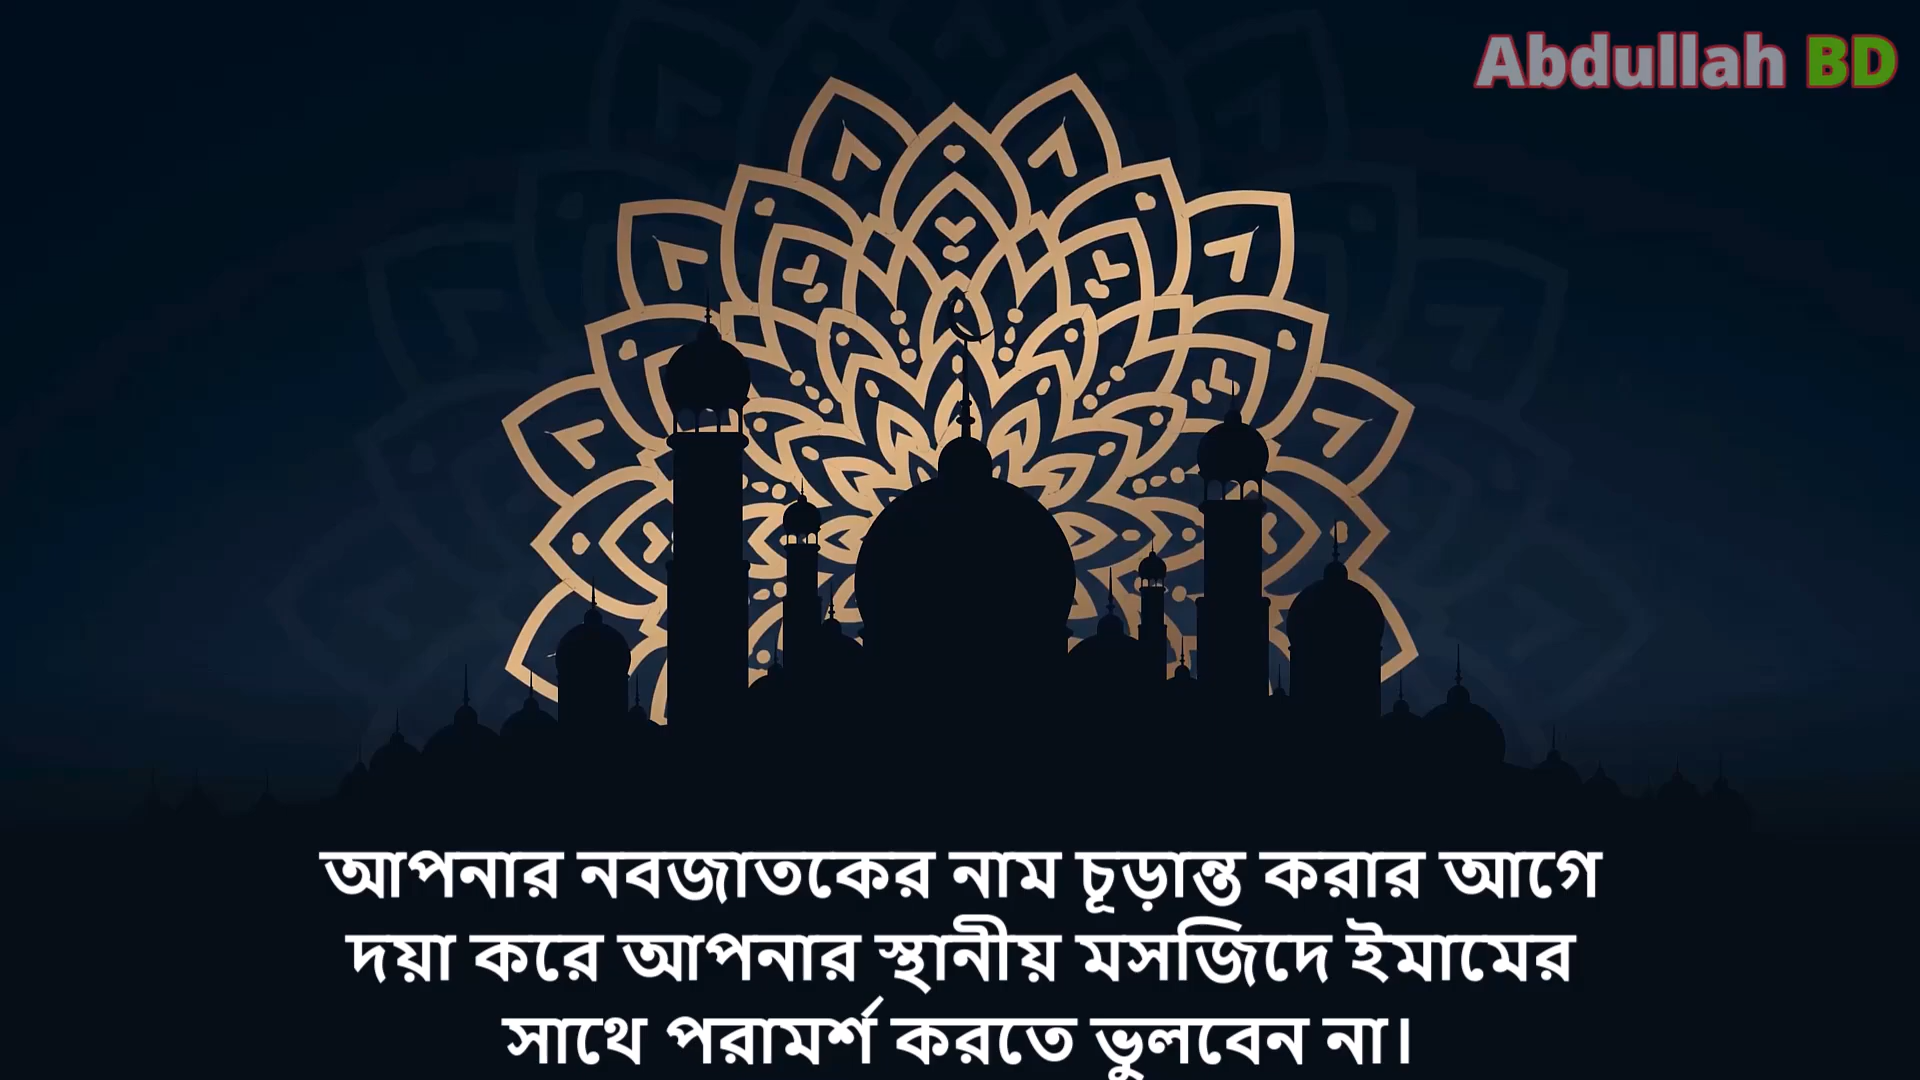 Abdullah BD
আপনার নবজাতকের নাম চূড়ান্ত করার আগে
দয়া করে আপনার স্থানীয় মসজিদে ইমামের
সাথে পরামর্শ করতে ভুলবেন না।